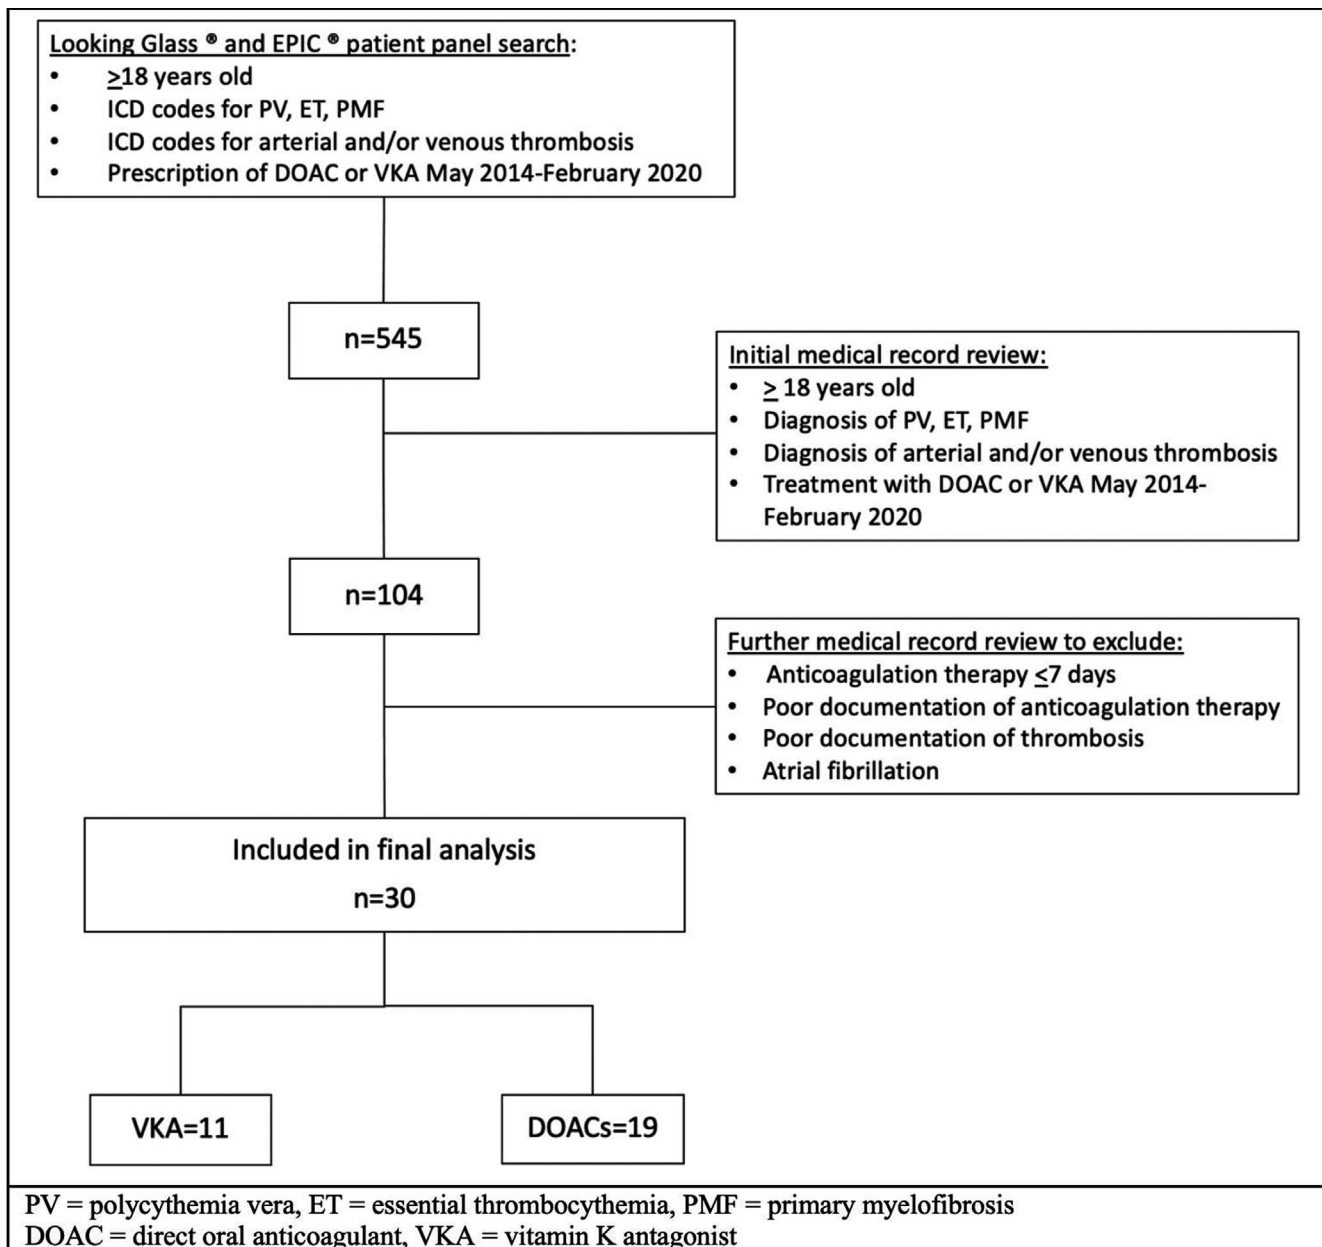 Looking Glass ® and EPIC ® patient panel search:
• ≥18 years old
• ICD codes for PV, ET, PMF
• ICD codes for arterial and/or venous thrombosis
• Prescription of DOAC or VKA May 2014-February 2020
n=545
Initial medical record review:
• ≥ 18 years old
• Diagnosis of PV, ET, PMF
• Diagnosis of arterial and/or venous thrombosis
• Treatment with DOAC or VKA May 2014-
February 2020
n=104
Further medical record review to exclude:
• Anticoagulation therapy ≤7 days
• Poor documentation of anticoagulation therapy
• Poor documentation of thrombosis
• Atrial fibrillation
Included in final analysis
n=30
VKA=11
DOACs=19
PV = polycythemia vera, ET = essential thrombocythemia, PMF = primary myelofibrosis
DOAC = direct oral anticoagulant, VKA = vitamin K antagonist